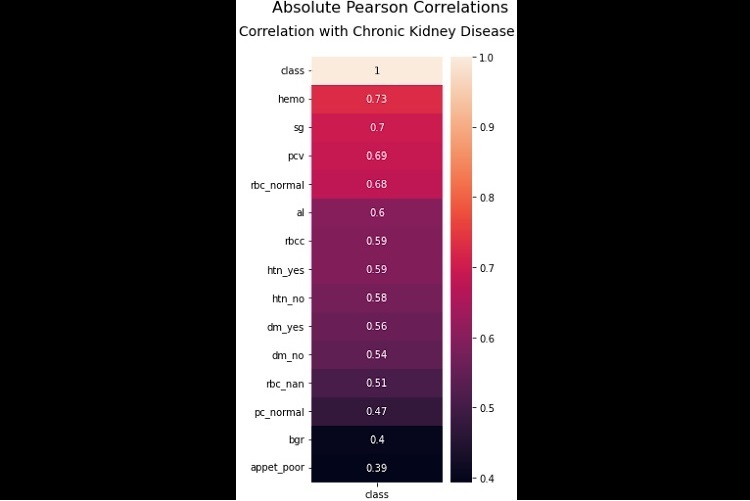 Absolute Pearson Correlations
Correlation with Chronic Kidney Disease
class 1
hemo 0.73
sg 0.7
pcv 0.69
rbc_normal 0.68
al 0.6
rbcc 0.59
htn_yes 0.59
htn_no 0.58
dm_yes 0.56
dm_no 0.54
rbc_nan 0.51
pc_normal 0.47
bgr 0.4
appet_poor 0.39
class
1.0
0.9
0.8
0.7
0.6
0.5
0.4